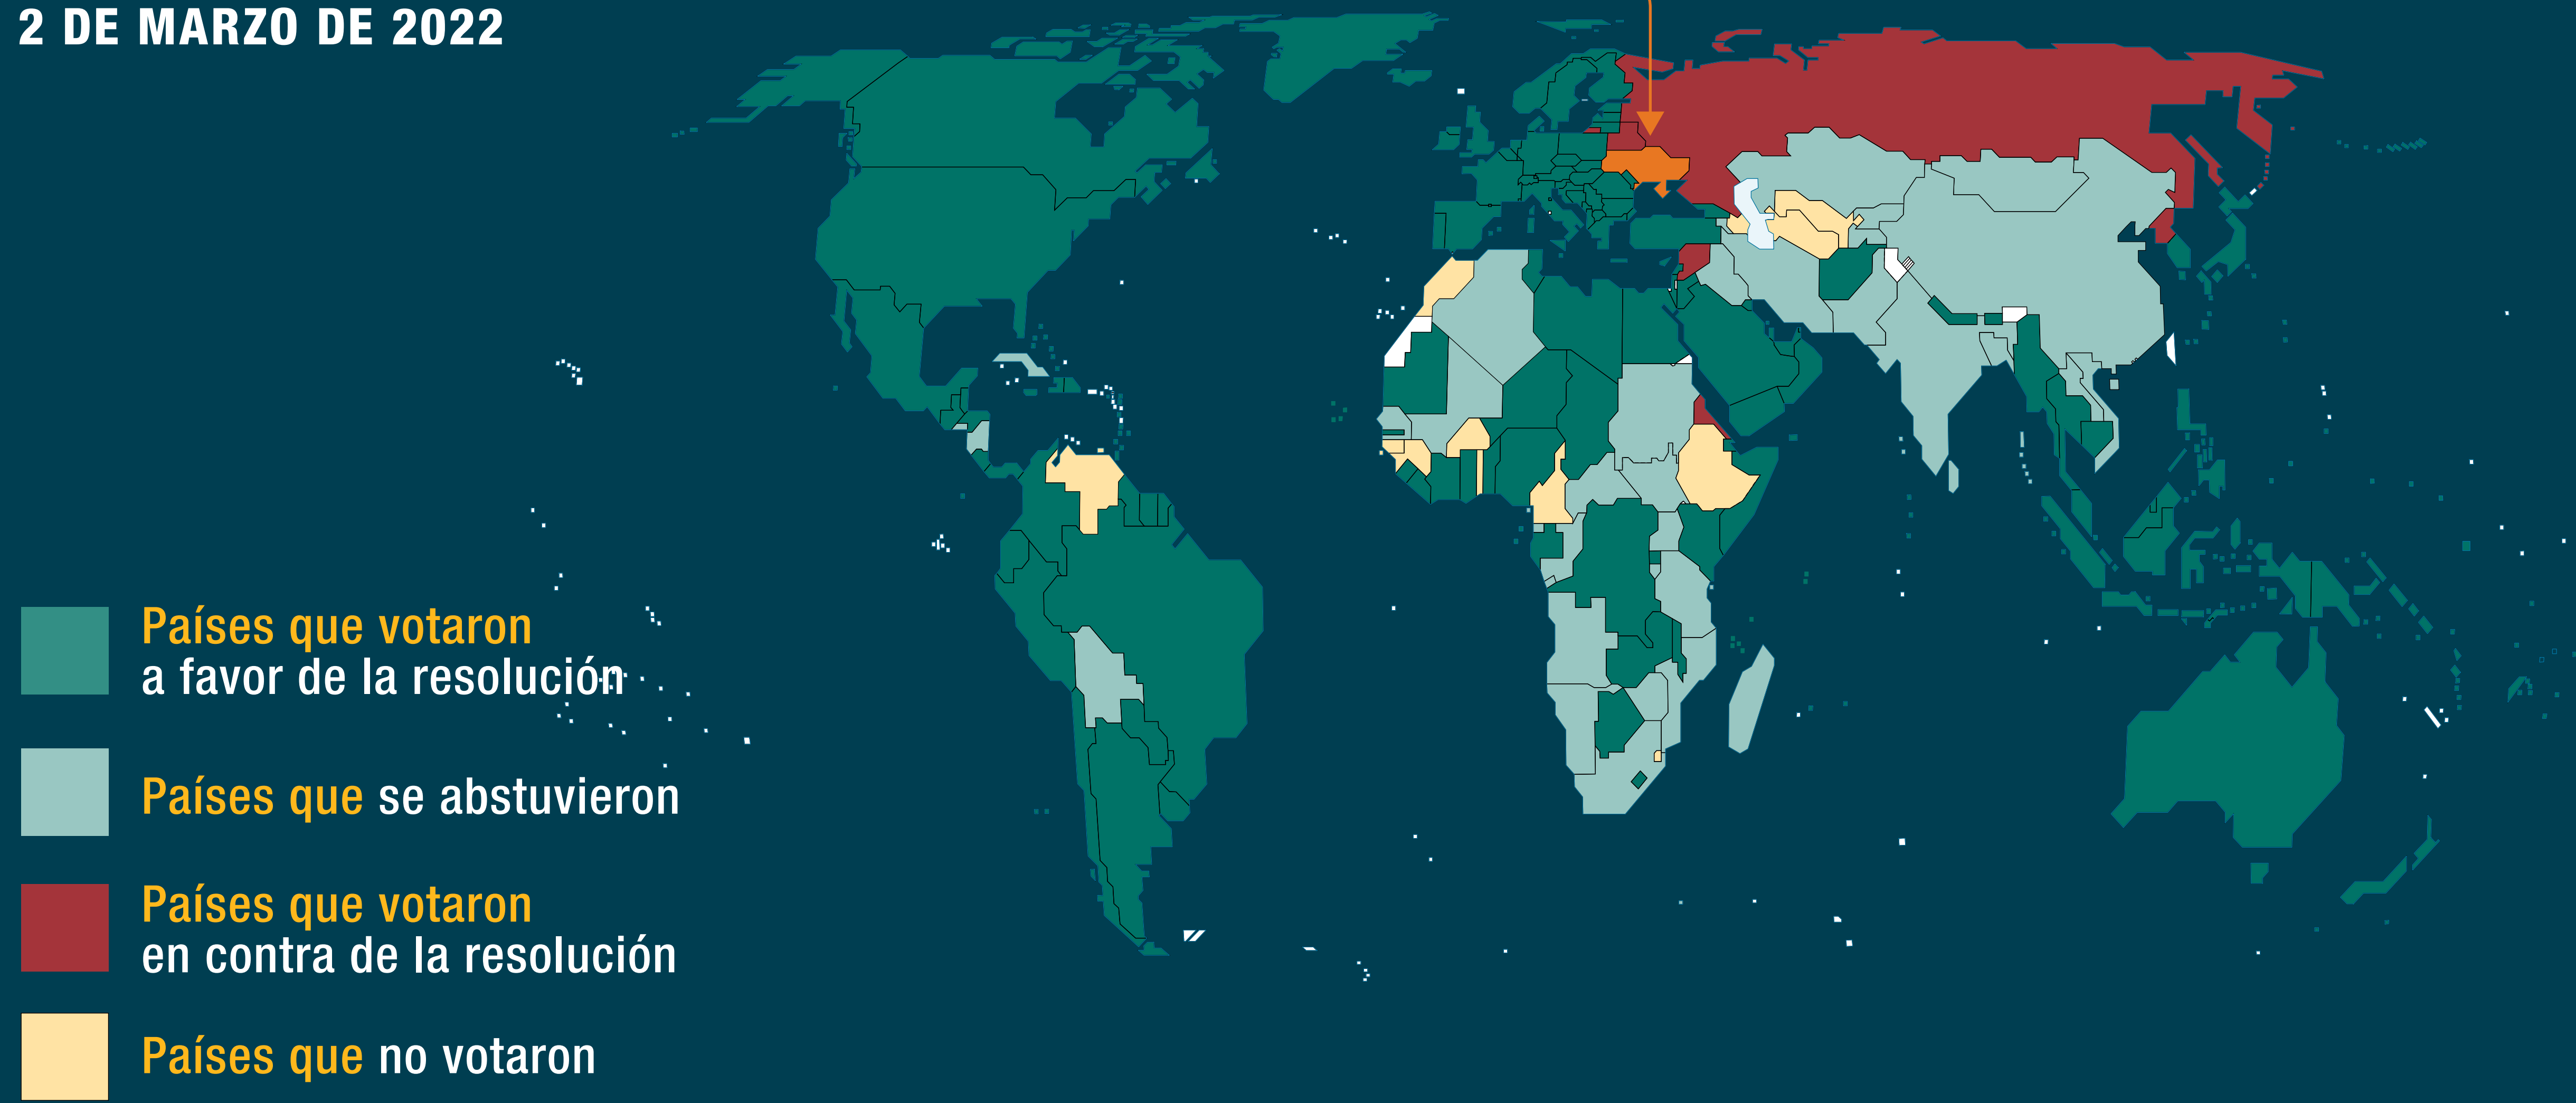 2 DE MARZO DE 2022
Países que votaron
a favor de la resolución
Países que se abstuvieron
Países que votaron
en contra de la resolución
Países que no votaron